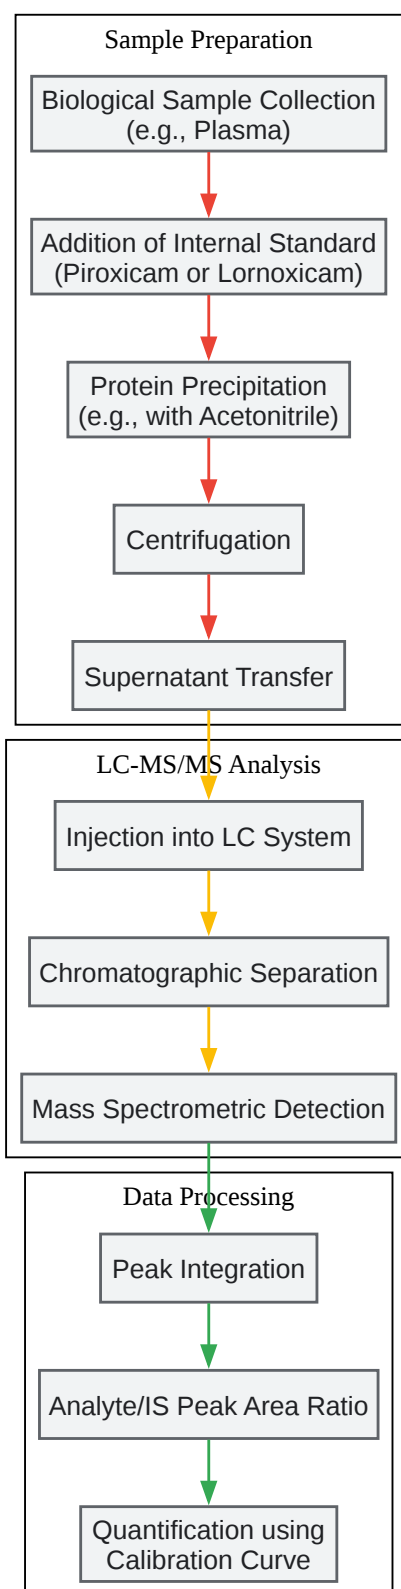 Sample Preparation
Biological Sample Collection
(e.g., Plasma)
Addition of Internal Standard
(Piroxicam or Lornoxicam)
Protein Precipitation
(e.g., with Acetonitrile)
Centrifugation
Supernatant Transfer
LC-MS/MS Analysis
Injection into LC System
Chromatographic Separation
Mass Spectrometric Detection
Data Processing
Peak Integration
Analyte/IS Peak Area Ratio
Quantification using
Calibration Curve